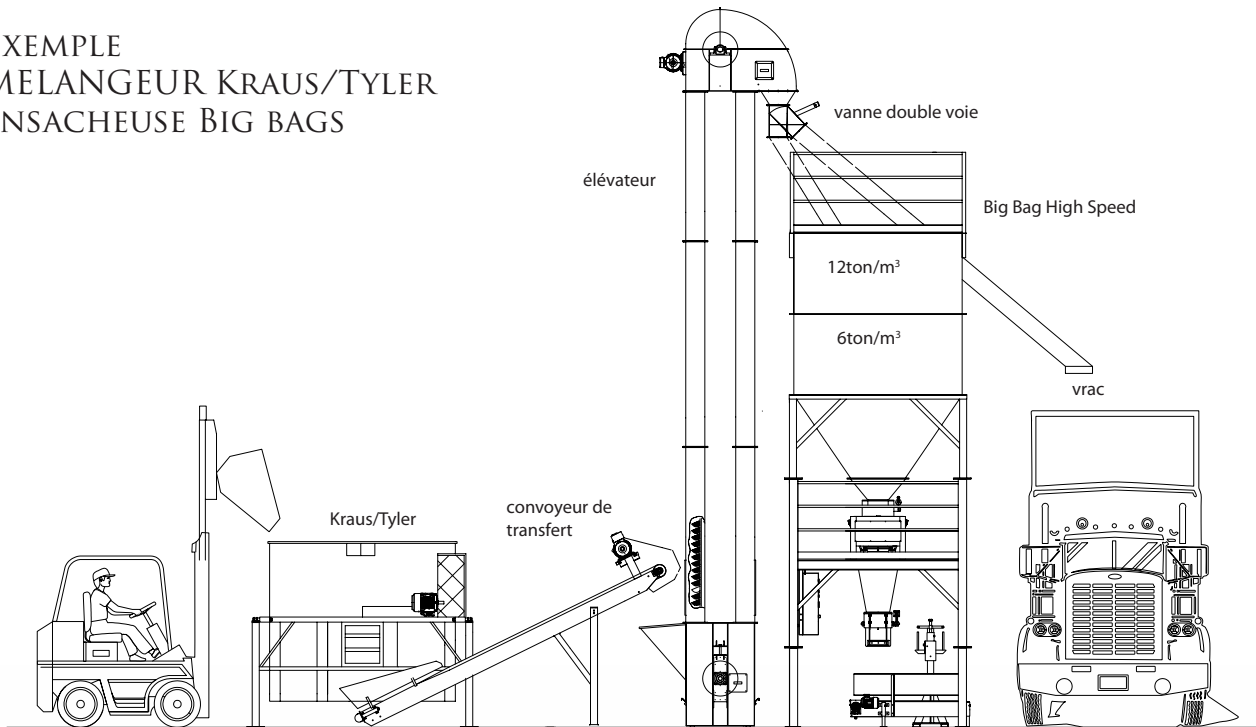 XEMPLE
MELANGEUR KRAUS/TYLER
NSACHEUSE BIG BAGS
vanne double voie
élévateur
Big Bag High Speed
12ton/m³
6ton/m³
vrac
convoyeur de
transfert
Kraus/Tyler